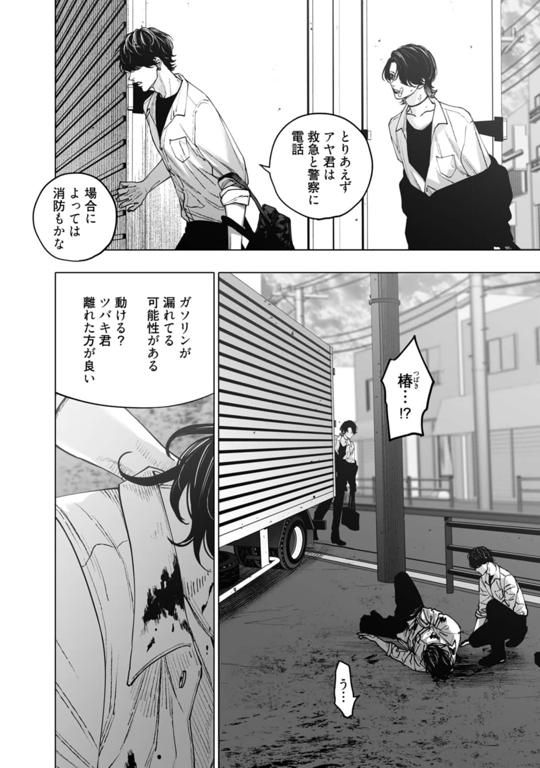 とりあえず
アヤ君は
救急と警察に
電話
場合に
よっては
消防もかな
椿…!?
つばき
う…
ガソリンが
漏れてる
可能性がある
動ける?
ツバキ君
離れた方が良い